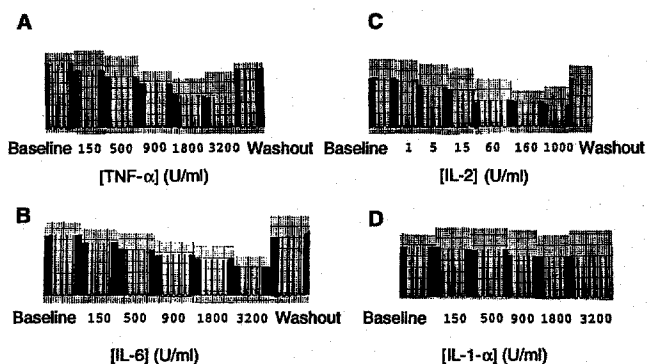 A
Baseline 150 500 900 1800 3200 Washout
[TNF-α] (U/ml)
C
Baseline 1 5 15 60 160 1000 Washout
[IL-2] (U/ml)
B
Baseline 150 500 900 1800 3200 Washout
[IL-6] (U/ml)
D
Baseline 150 500 900 1800 3200
[IL-1-α] (U/ml)